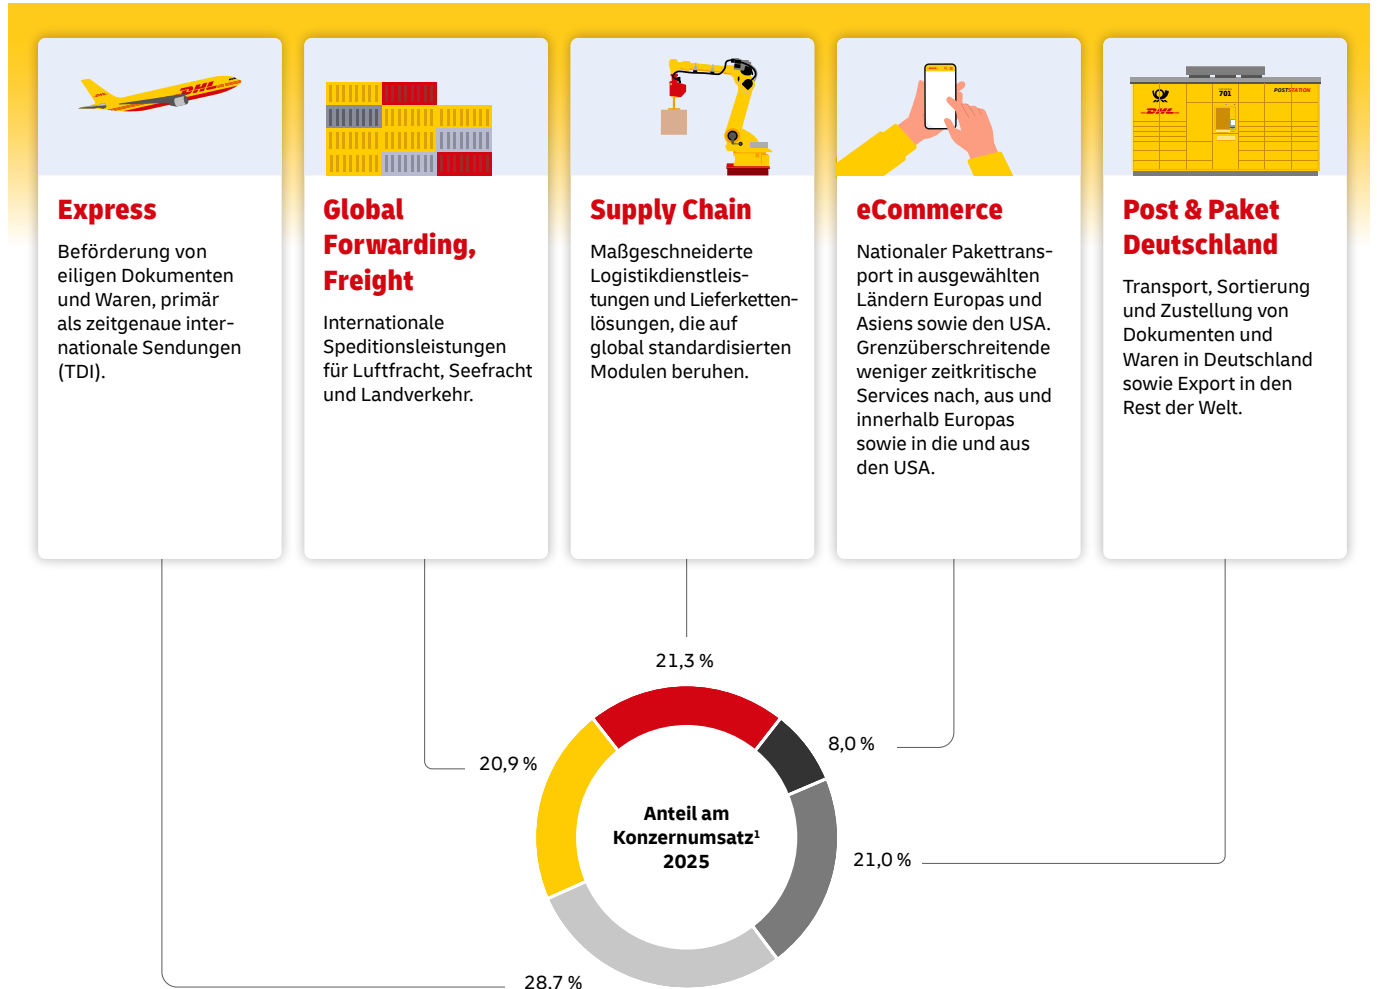 DHL
DHL
701
POSTSTATION
Express
Beförderung von
eiligen Dokumenten
und Waren, primär
als zeitgenaue inter-
nationale Sendungen
(TDI).
Global
Forwarding,
Freight
Internationale
Speditionsleistungen
für Luftfracht, Seefracht
und Landverkehr.
Supply Chain
Maßgeschneiderte
Logistikdienstleis-
tungen und Lieferketten-
lösungen, die auf
global standardisierten
Modulen beruhen.
eCommerce
Nationaler Pakettrans-
port in ausgewählten
Ländern Europas und
Asiens sowie den USA.
Grenzüberschreitende
weniger zeitkritische
Services nach, aus und
innerhalb Europas
sowie in die und aus
den USA.
Post & Paket
Deutschland
Transport, Sortierung
und Zustellung von
Dokumenten und
Waren in Deutschland
sowie Export in den
Rest der Welt.
21,3 %
8,0 %
20,9 %
Anteil am
Konzernumsatz¹
2025
21,0 %
28,7 %